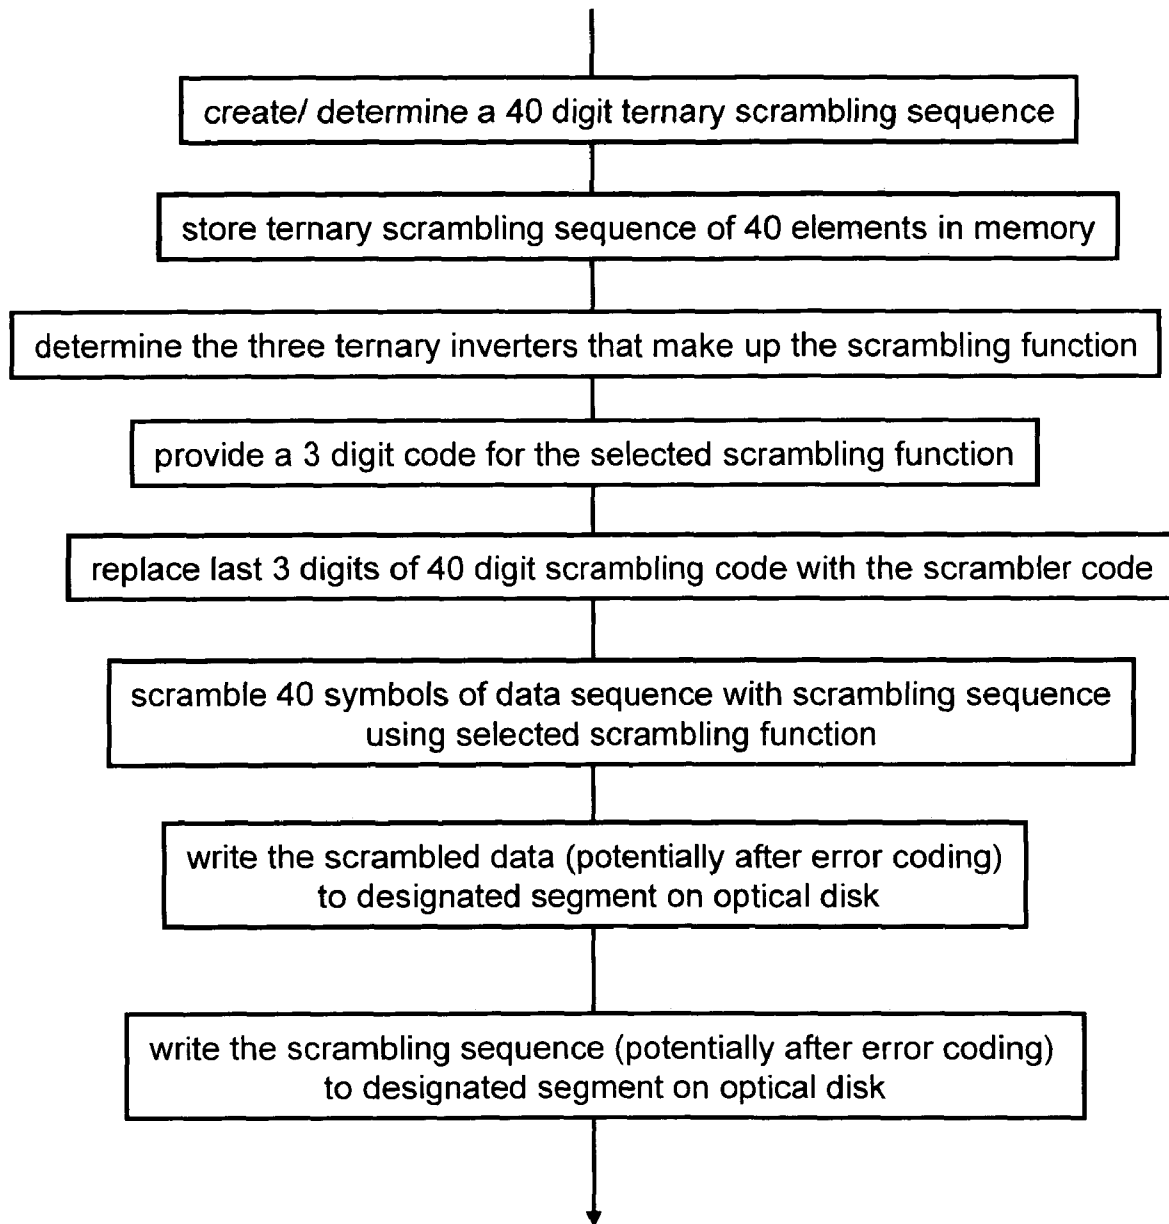 create/ determine a 40 digit ternary scrambling sequence
store ternary scrambling sequence of 40 elements in memory
determine the three ternary inverters that make up the scrambling function
provide a 3 digit code for the selected scrambling function
replace last 3 digits of 40 digit scrambling code with the scrambler code
scramble 40 symbols of data sequence with scrambling sequence
using selected scrambling function
write the scrambled data (potentially after error coding)
to designated segment on optical disk
write the scrambling sequence (potentially after error coding)
to designated segment on optical disk